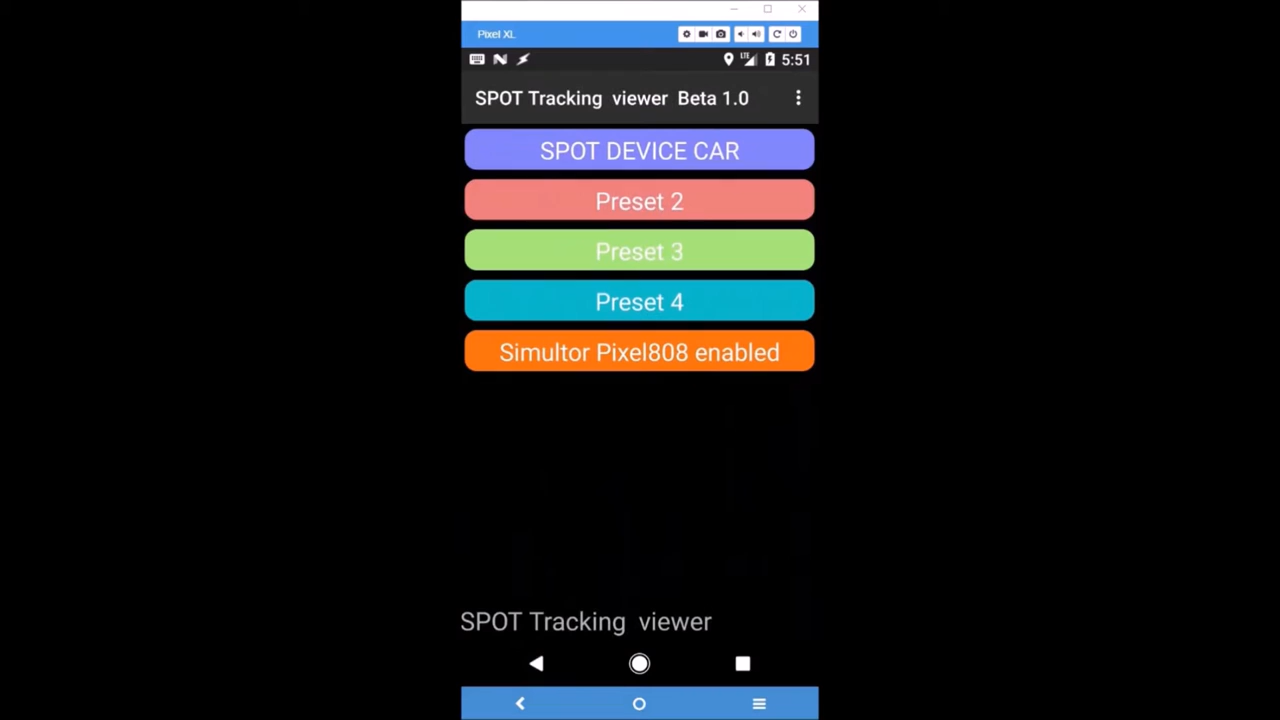 Pixel XL
LTE 5:51
SPOT Tracking viewer Beta 1.0
SPOT DEVICE CAR
Preset 2
Preset 3
Preset 4
Simultor Pixel808 enabled
SPOT Tracking viewer